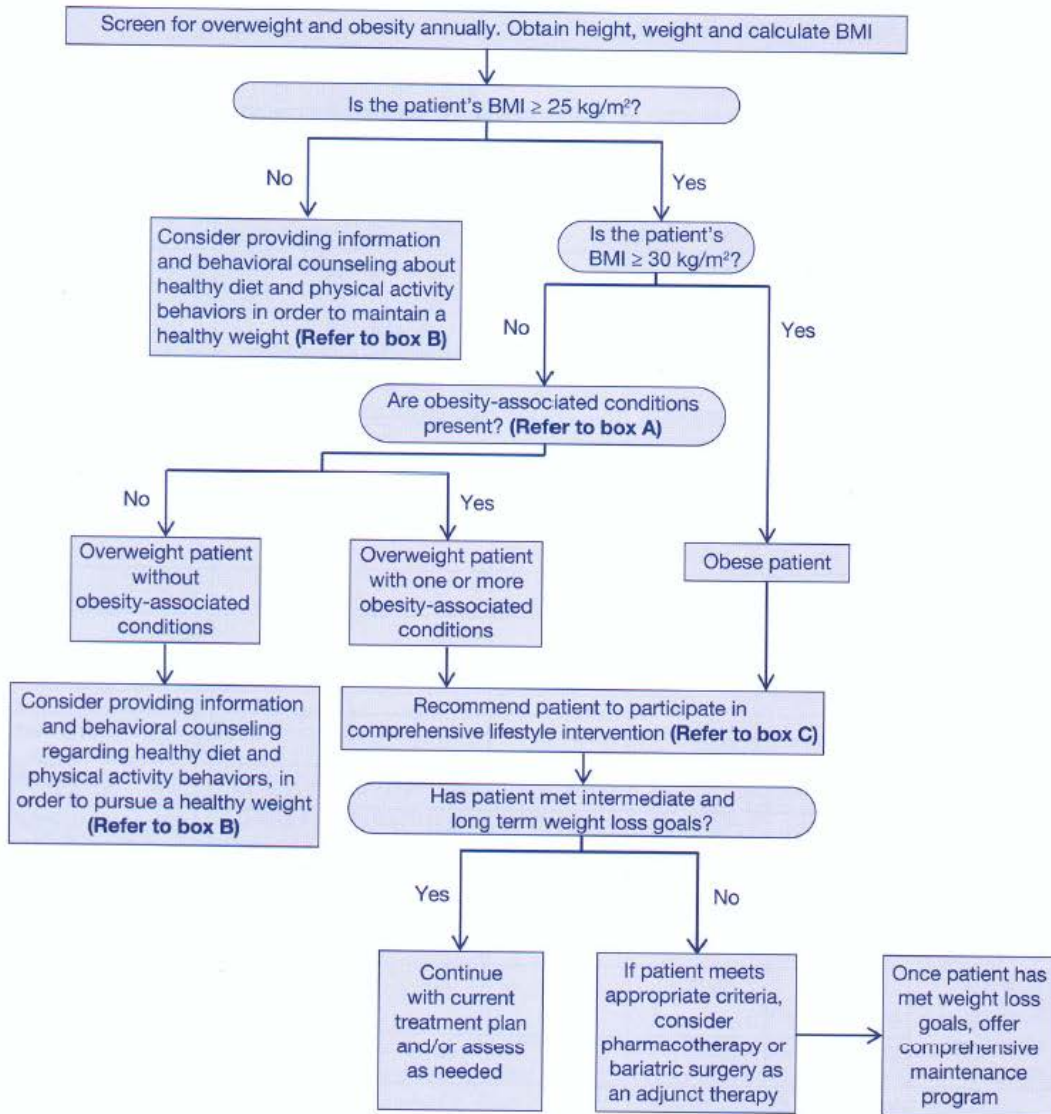 Screen for overweight and obesity annually. Obtain height, weight and calculate BMI
Is the patient's BMI ≥ 25 kg/m²?
No
Yes
Consider providing information
and behavioral counseling about
healthy diet and physical activity
behaviors in order to maintain a
healthy weight (Refer to box B)
Is the patient's
BMI ≥ 30 kg/m²?
No
Yes
Are obesity-associated conditions
present? (Refer to box A)
No
Yes
Overweight patient
without
obesity-associated
conditions
Overweight patient
with one or more
obesity-associated
conditions
Obese patient
Consider providing information
and behavioral counseling
regarding healthy diet and
physical activity behaviors, in
order to pursue a healthy weight
(Refer to box B)
Recommend patient to participate in
comprehensive lifestyle intervention (Refer to box C)
Has patient met intermediate and
long term weight loss goals?
Yes
No
Continue
with current
treatment plan
and/or assess
as needed
If patient meets
appropriate criteria,
consider
pharmacotherapy or
bariatric surgery as
an adjunct therapy
Once patient has
met weight loss
goals, offer
comprehensive
maintenance
program